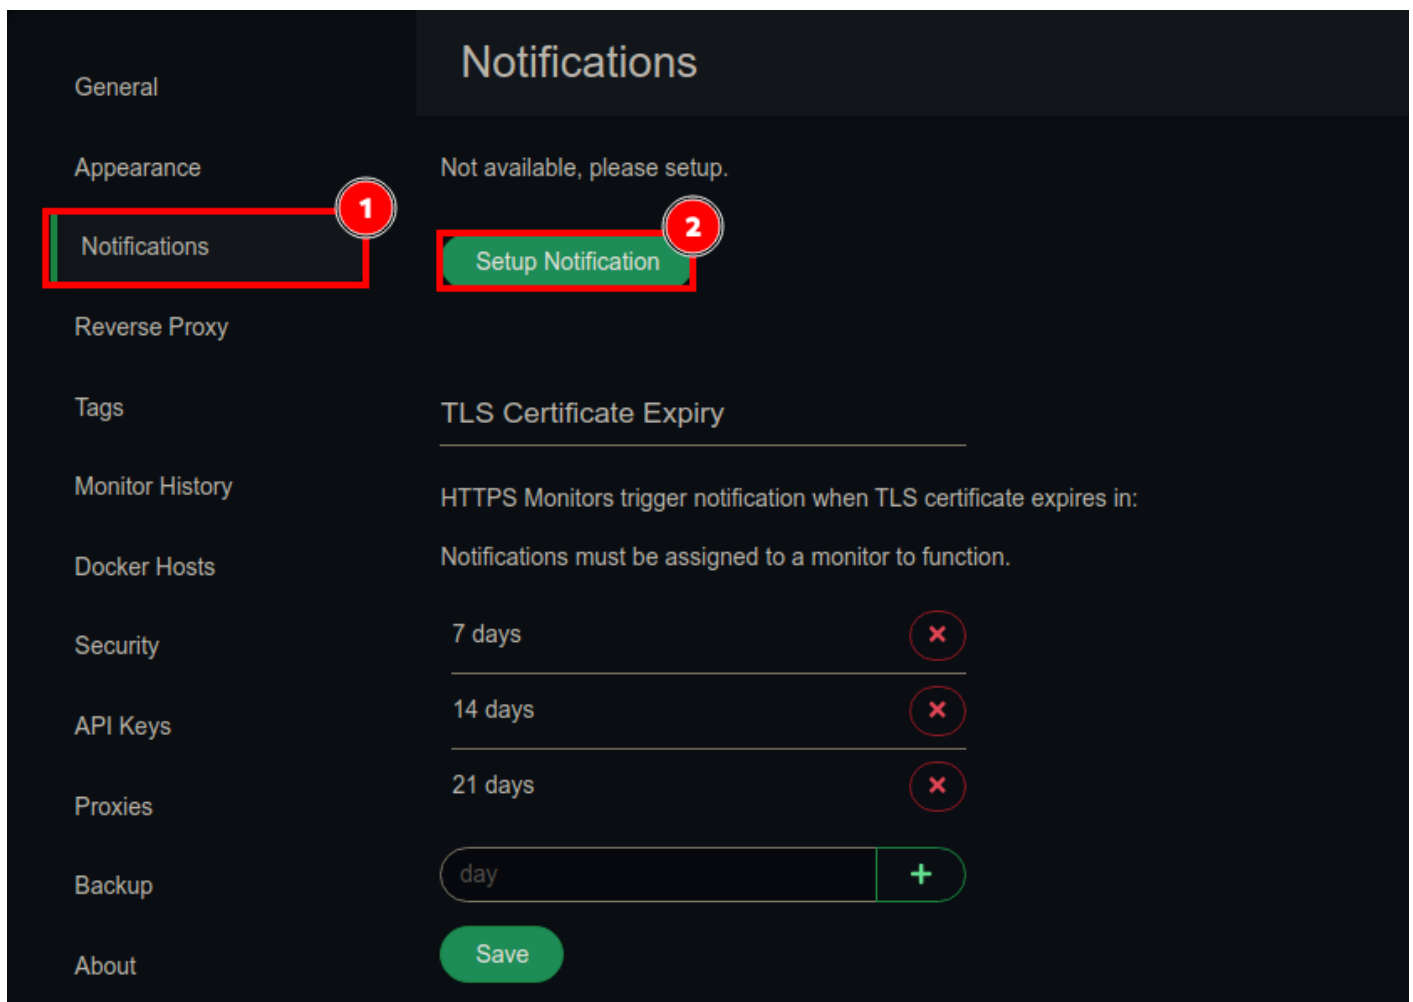 General
Appearance
1
Notifications
Reverse Proxy
Tags
Monitor History
Docker Hosts
Security
API Keys
Proxies
Backup
About
Notifications
Not available, please setup.
2
Setup Notification
TLS Certificate Expiry
HTTPS Monitors trigger notification when TLS certificate expires in:
Notifications must be assigned to a monitor to function.
7 days
14 days
21 days
day
Save